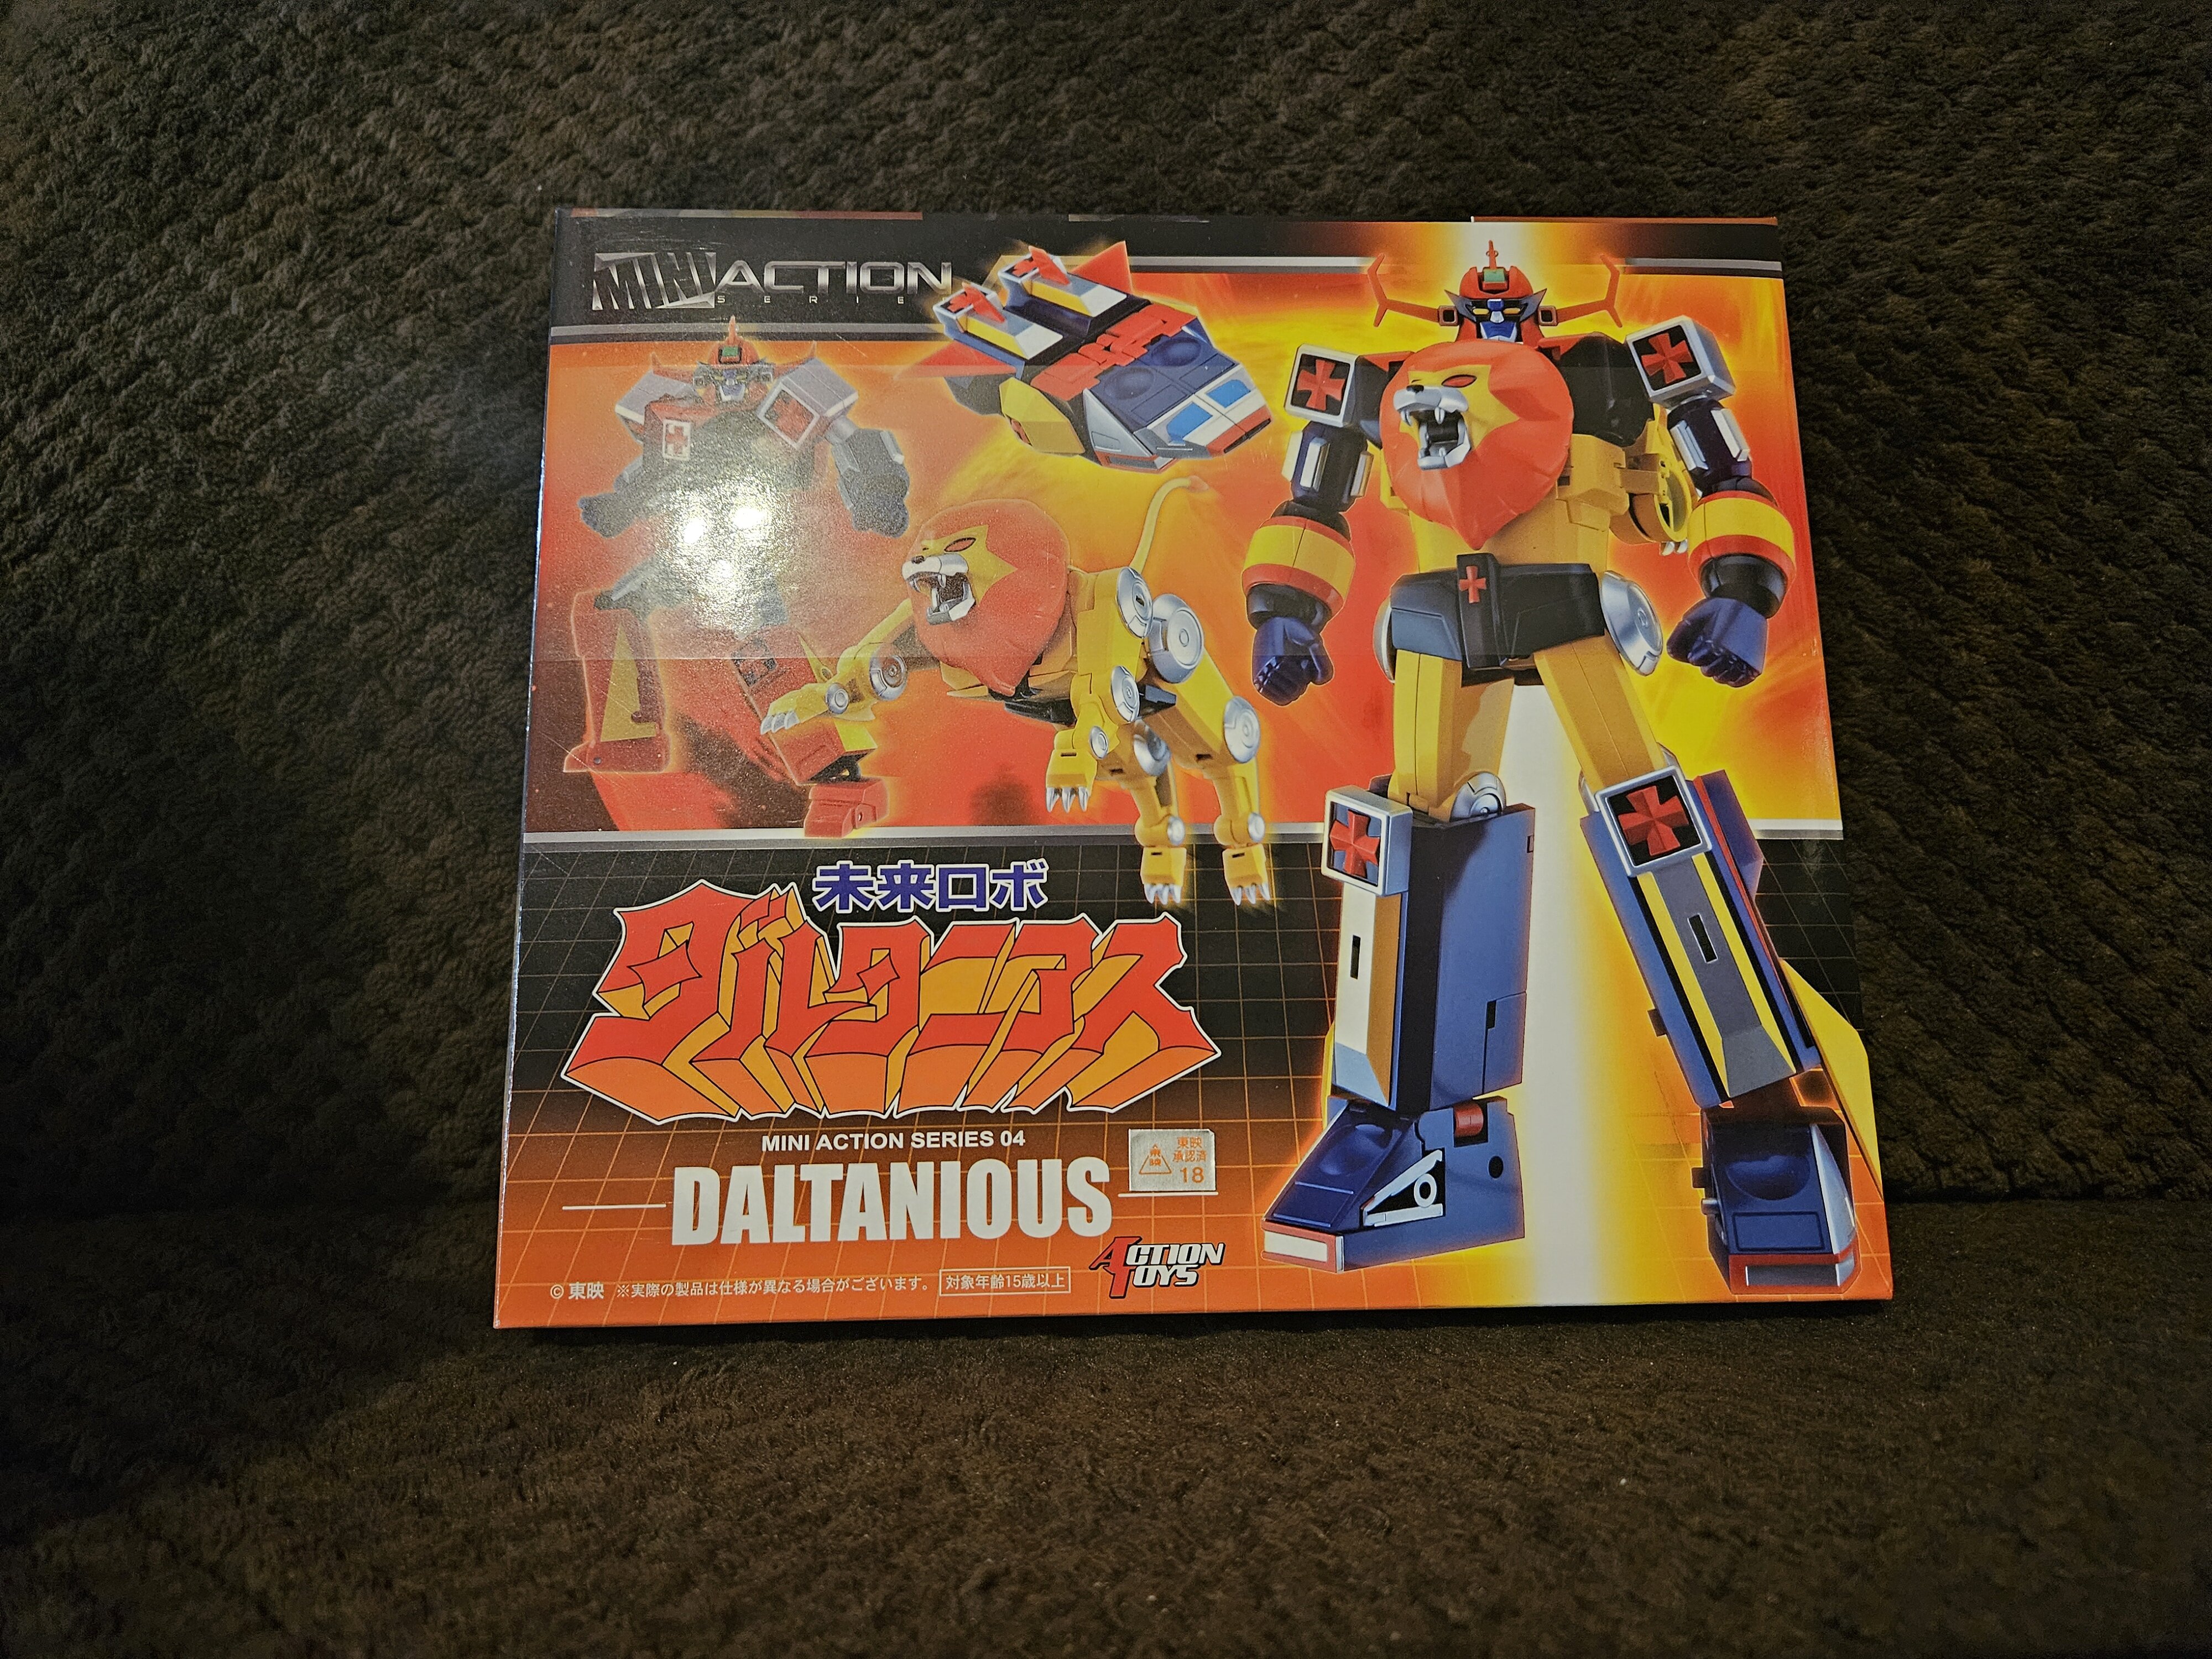 MINI ACTION
SERIES
未来ロボ
ダルタニアス
MINI ACTION SERIES 04
DALTANIOUS
東映
承認済
18
ACTION
TOYS
© 東映 ※実際の製品は仕様が異なる場合がございます。 対象年齢15歳以上